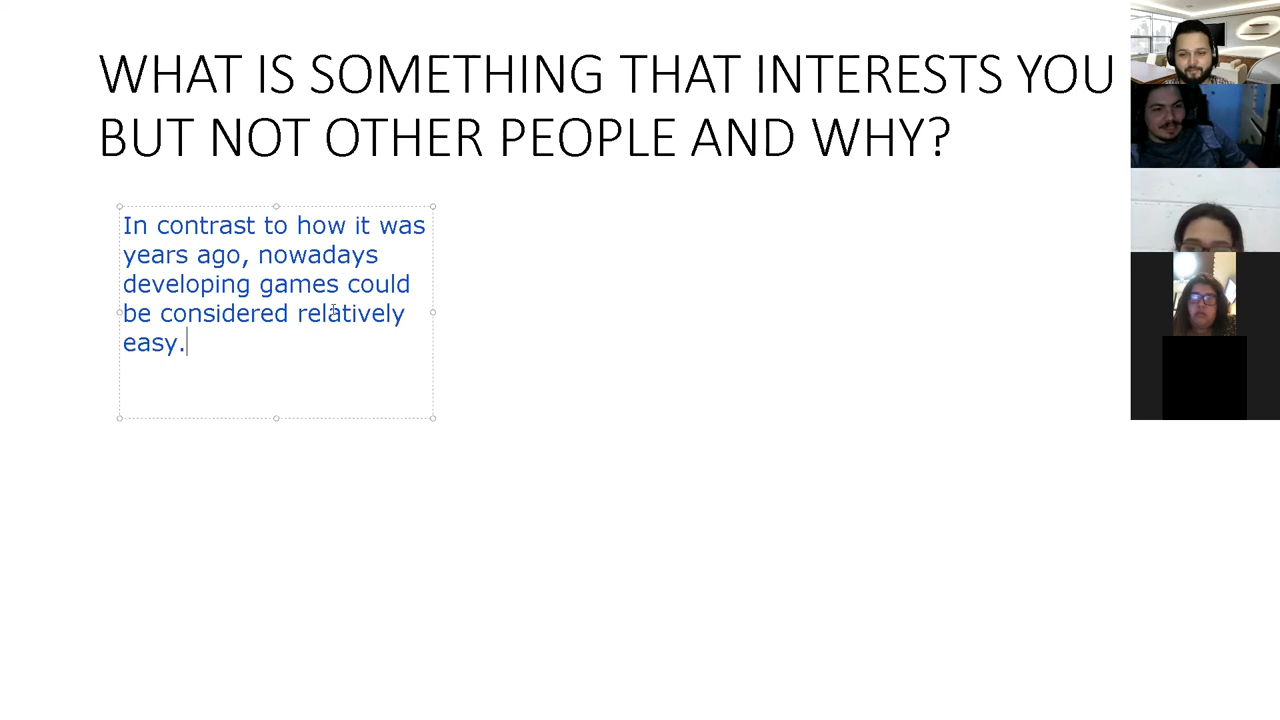 WHAT IS SOMETHING THAT INTERESTS YOU
BUT NOT OTHER PEOPLE AND WHY?
In contrast to how it was
years ago, nowadays
developing games could
be considered relatively
easy.